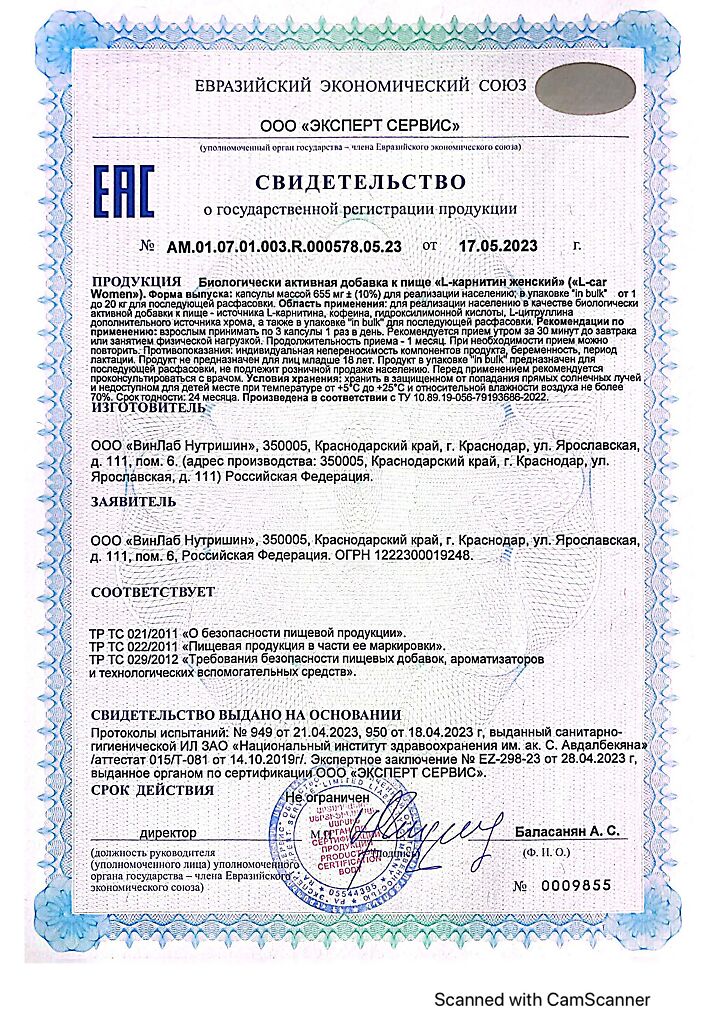 ЕВРАЗИЙСКИЙ ЭКОНОМИЧЕСКИЙ СОЮЗ
ООО «ЭКСПЕРТ СЕРВИС»
(уполномоченный орган государства – члена Евразийского экономического союза)
EAC
СВИДЕТЕЛЬСТВО
о государственной регистрации продукции
№ AM.01.07.01.003.R.000578.05.23 от 17.05.2023 г.
ПРОДУКЦИЯ Биологически активная добавка к пище «L-карнитин женский» («L-car
Women»). Форма выпуска: капсулы массой 655 мг ± (10%) для реализации населению; в упаковке "in bulk" от 1
до 20 кг для последующей расфасовки. Область применения: для реализации населению в качестве биологически
активной добавки к пище - источника L-карнитина, кофеина, гидроксилимонной кислоты, L-цитруллина
дополнительного источника хрома, а также в упаковке "in bulk" для последующей расфасовки. Рекомендации по
применению: взрослым принимать по 3 капсулы 1 раз в день. Рекомендуется прием утром за 30 минут до завтрака
или занятием физической нагрузкой. Продолжительность приема - 1 месяц. При необходимости прием можно
повторить. Противопоказания: индивидуальная непереносимость компонентов продукта, беременность, период
лактации. Продукт не предназначен для лиц младше 18 лет. Продукт в упаковке "in bulk" предназначен для
последующей расфасовки, не подлежит розничной продаже населению. Перед применением рекомендуется
проконсультироваться с врачом. Условия хранения: хранить в защищенном от попадания прямых солнечных лучей
и недоступном для детей месте при температуре от +5°С до +25°С и относительной влажности воздуха не более
70%. Срок годности: 24 месяца. Произведена в соответствии с ТУ 10.89.19-056-79193686-2022.
ИЗГОТОВИТЕЛЬ
ООО «ВинЛаб Нутришин», 350005, Краснодарский край, г. Краснодар, ул. Ярославская,
д. 111, пом. 6. (адрес производства: 350005, Краснодарский край, г. Краснодар, ул.
Ярославская, д. 111) Российская Федерация.
ЗАЯВИТЕЛЬ
ООО «ВинЛаб Нутришин», 350005, Краснодарский край, г. Краснодар, ул. Ярославская,
д. 111, пом. 6, Российская Федерация. ОГРН 1222300019248.
СООТВЕТСТВУЕТ
ТР ТС 021/2011 «О безопасности пищевой продукции».
ТР ТС 022/2011 «Пищевая продукция в части ее маркировки».
ТР ТС 029/2012 «Требования безопасности пищевых добавок, ароматизаторов
и технологических вспомогательных средств».
СВИДЕТЕЛЬСТВО ВЫДАНО НА ОСНОВАНИИ
Протоколы испытаний: № 949 от 21.04.2023, 950 от 18.04.2023 г, выданный санитарно-
гигиенической ИЛ ЗАО «Национальный институт здравоохранения им. ак. С. Авдалбекяна»
/аттестат 015/Т-081 от 14.10.2019г/. Экспертное заключение № EZ-298-23 от 28.04.2023 г,
выданное органом по сертификации ООО «ЭКСПЕРТ СЕРВИС».
СРОК ДЕЙСТВИЯ
Не ограничен
директор М.П. Баласанян А. С.
(должность руководителя (подпись) (Ф. И. О.)
(уполномоченного лица) уполномоченного
органа государства – члена Евразийского
экономического союза)
ОРГАН ПО
СЕРТИФИКАЦИИ
ПРОДУКЦИИ
PRODUCTS
CERTIFICATION
BODY
05544395
№ 0009855
Scanned with CamScanner